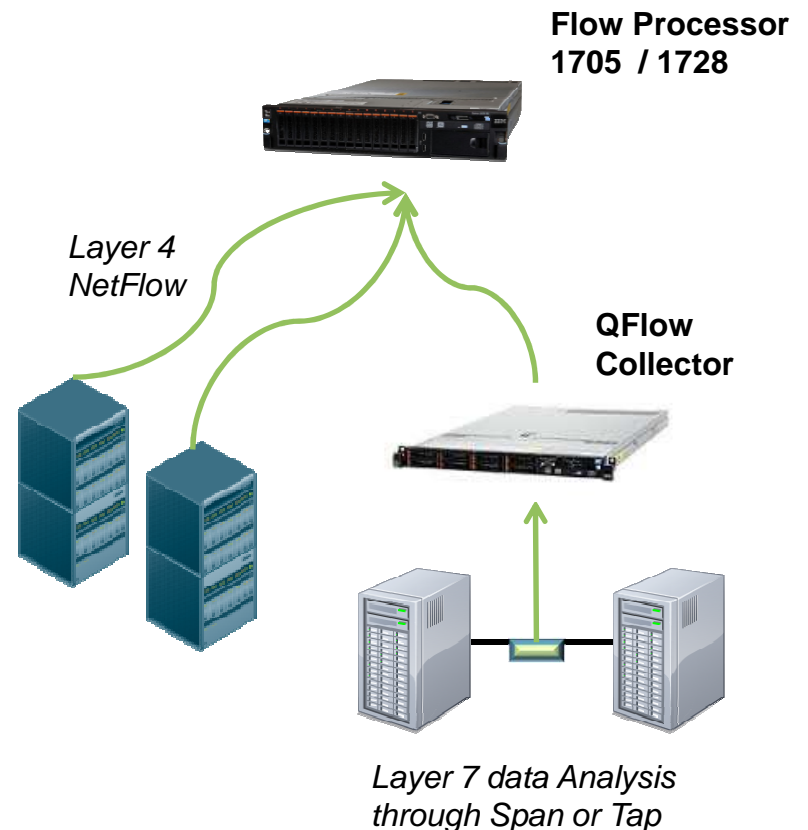 Flow Processor
1705 / 1728
Layer 4
NetFlow
QFlow
Collector
Layer 7 data Analysis
through Span or Tap